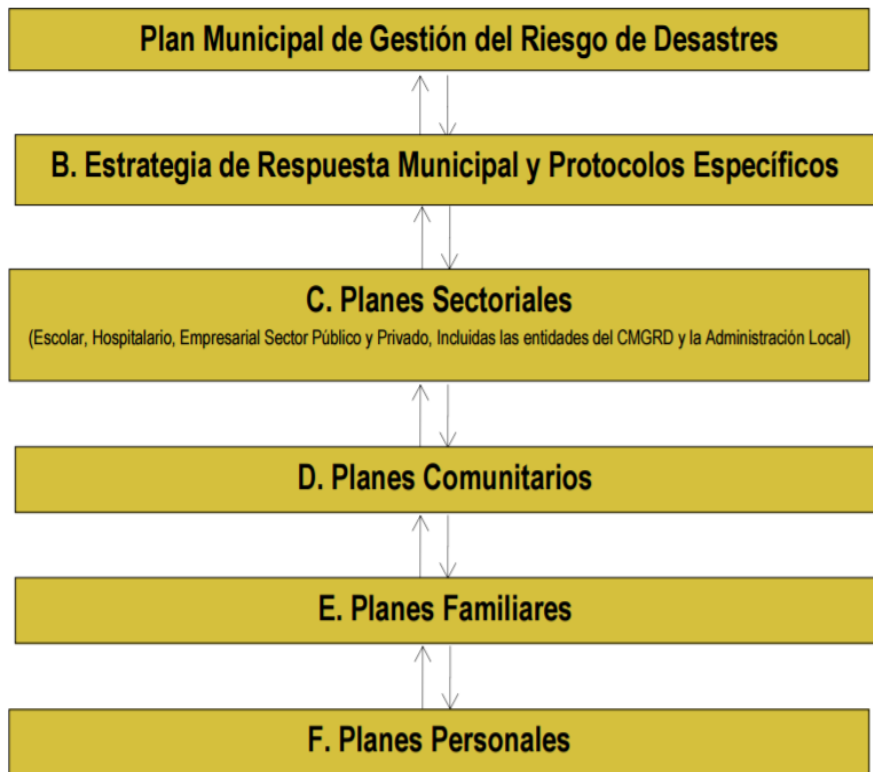 Plan Municipal de Gestión del Riesgo de Desastres
B. Estrategia de Respuesta Municipal y Protocolos Específicos
C. Planes Sectoriales
(Escolar, Hospitalario, Empresarial Sector Público y Privado, Incluidas las entidades del CMGRD y la Administración Local)
D. Planes Comunitarios
E. Planes Familiares
F. Planes Personales